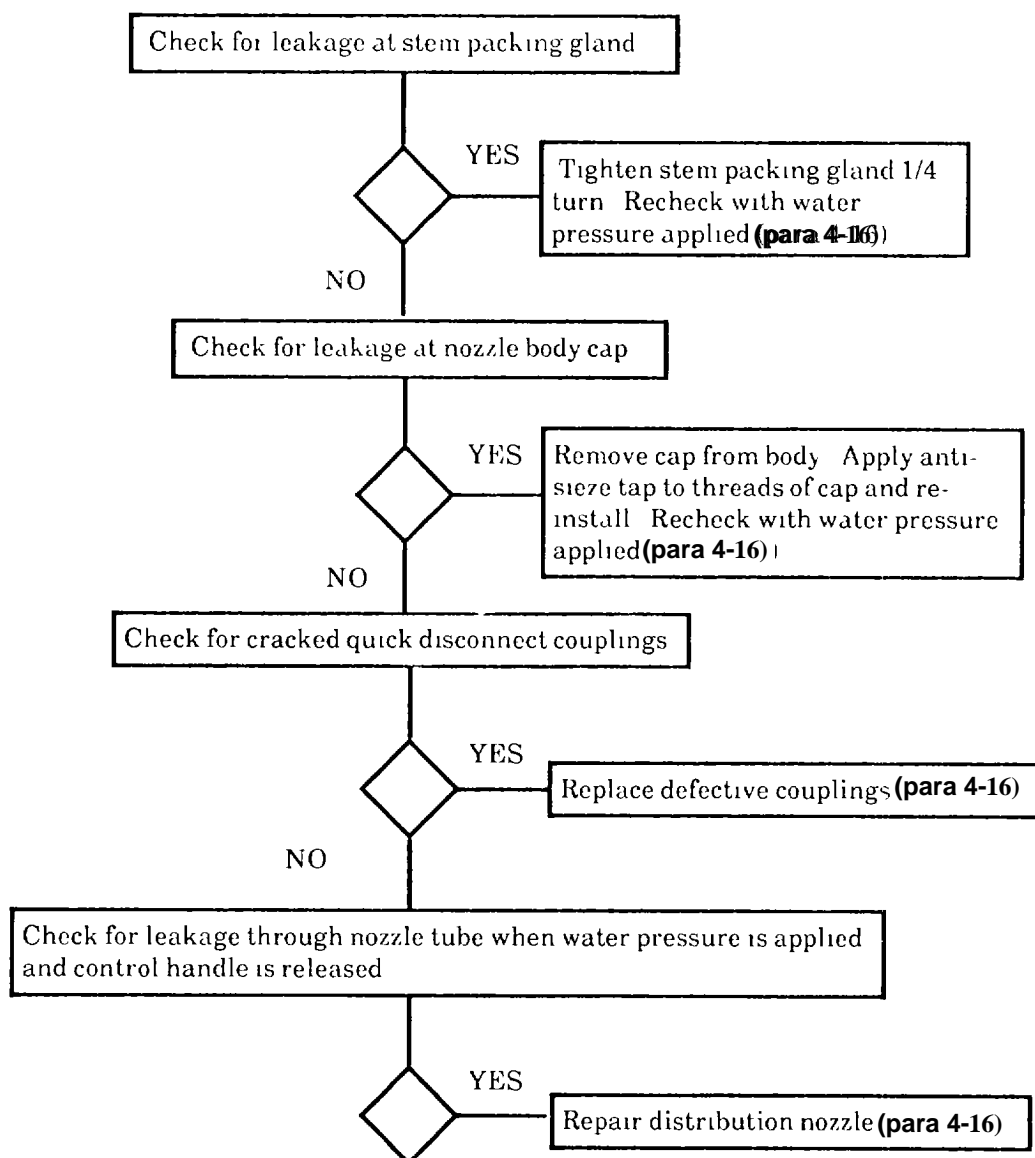 Check for leakage at stem packing gland
YES
Tighten stem packing gland 1/4
turn Recheck with water
pressure applied (para 4-16)
NO
Check for leakage at nozzle body cap
YES
Remove cap from body Apply anti-
sieze tap to threads of cap and re-
install Recheck with water pressure
applied (para 4-16)
NO
Check for cracked quick disconnect couplings
YES
Replace defective couplings (para 4-16)
NO
Check for leakage through nozzle tube when water pressure is applied
and control handle is released
YES
Repair distribution nozzle (para 4-16)